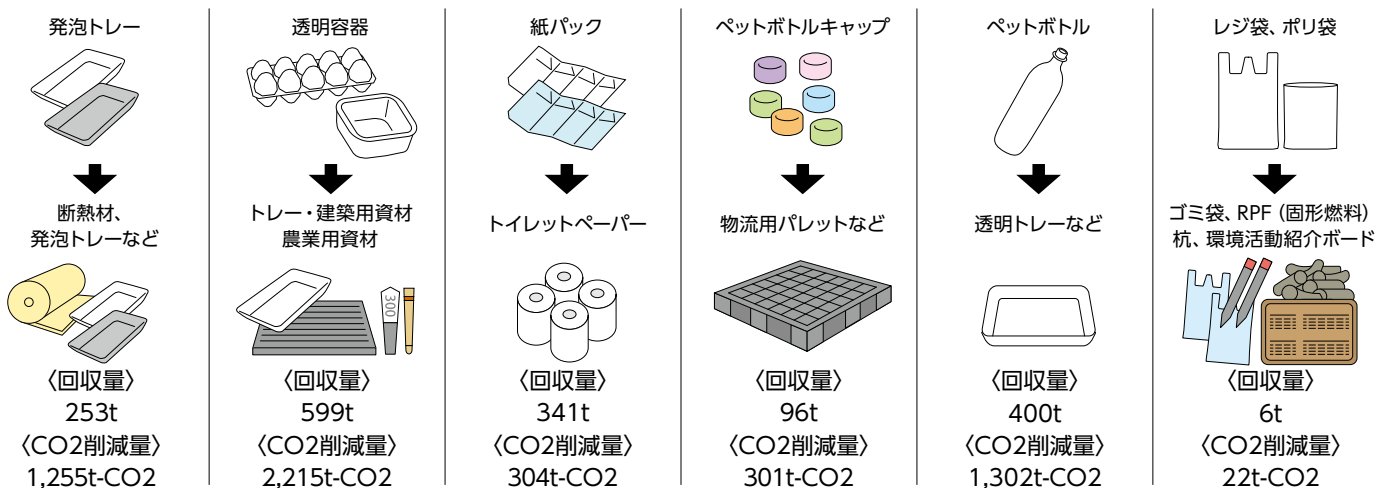 発泡トレー
断熱材、
発泡トレーなど
〈回収量〉
253t
〈CO2削減量〉
1,255t-CO2
透明容器
トレー・建築用資材
農業用資材
300
〈回収量〉
599t
〈CO2削減量〉
2,215t-CO2
紙パック
トイレットペーパー
〈回収量〉
341t
〈CO2削減量〉
304t-CO2
ペットボトルキャップ
物流用パレットなど
〈回収量〉
96t
〈CO2削減量〉
301t-CO2
ペットボトル
透明トレーなど
〈回収量〉
400t
〈CO2削減量〉
1,302t-CO2
レジ袋、ポリ袋
ゴミ袋、RPF（固形燃料）
杭、環境活動紹介ボード
〈回収量〉
6t
〈CO2削減量〉
22t-CO2